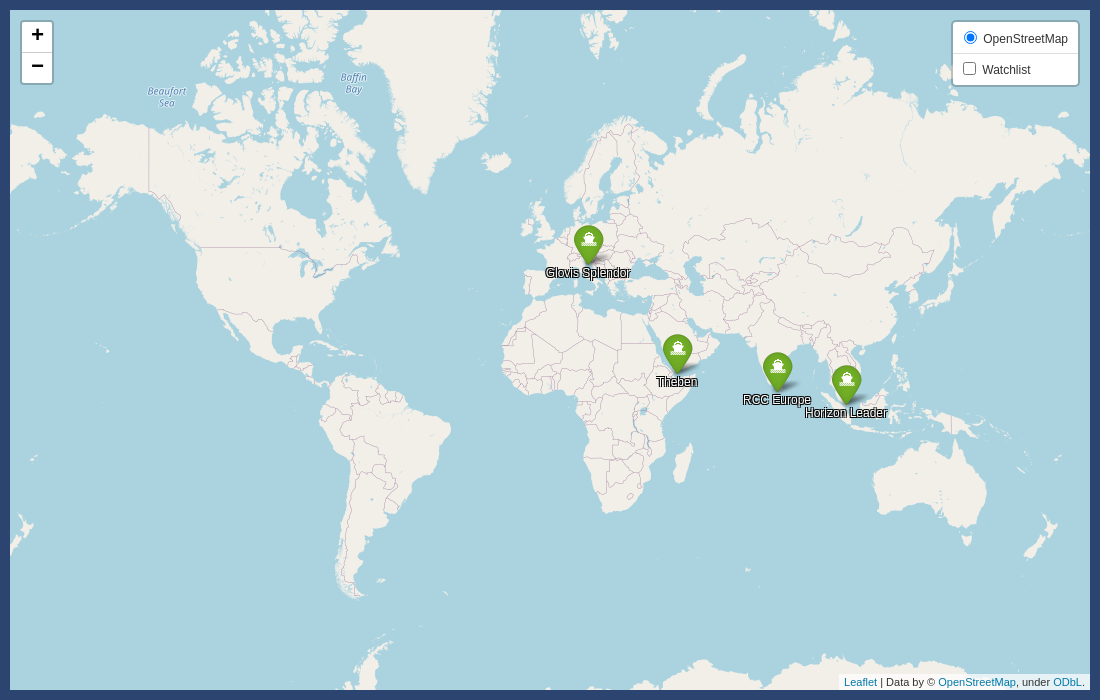 +
−
OpenStreetMap
Watchlist
Baffin
Bay
Beaufort
Sea
Glovis Splendor
Theben
RCC Europe
Horizon Leader
Leaflet | Data by © OpenStreetMap, under ODbL.